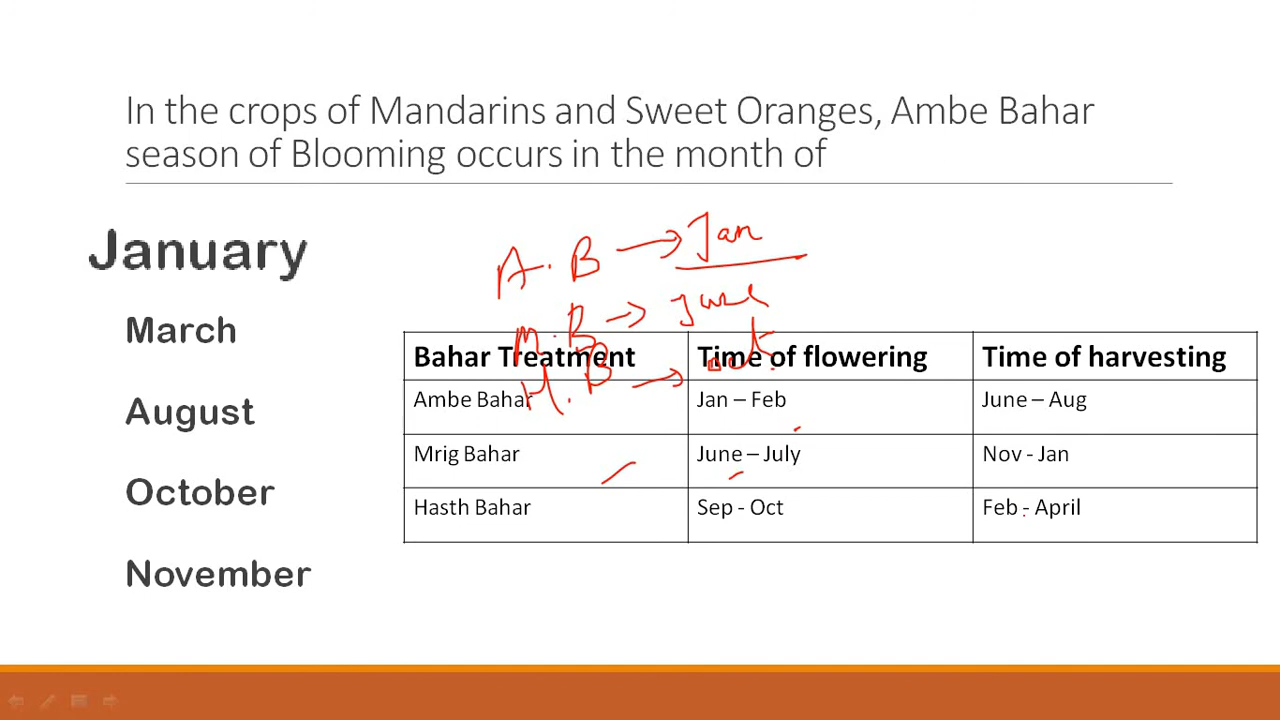 In the crops of Mandarins and Sweet Oranges, Ambe Bahar
season of Blooming occurs in the month of
January
March
August
October
November
A.B → Jan
M.B → June
H.B → oct.
Bahar Treatment Time of flowering Time of harvesting
Ambe Bahar Jan – Feb June – Aug
Mrig Bahar June – July Nov - Jan
Hasth Bahar Sep - Oct Feb - April